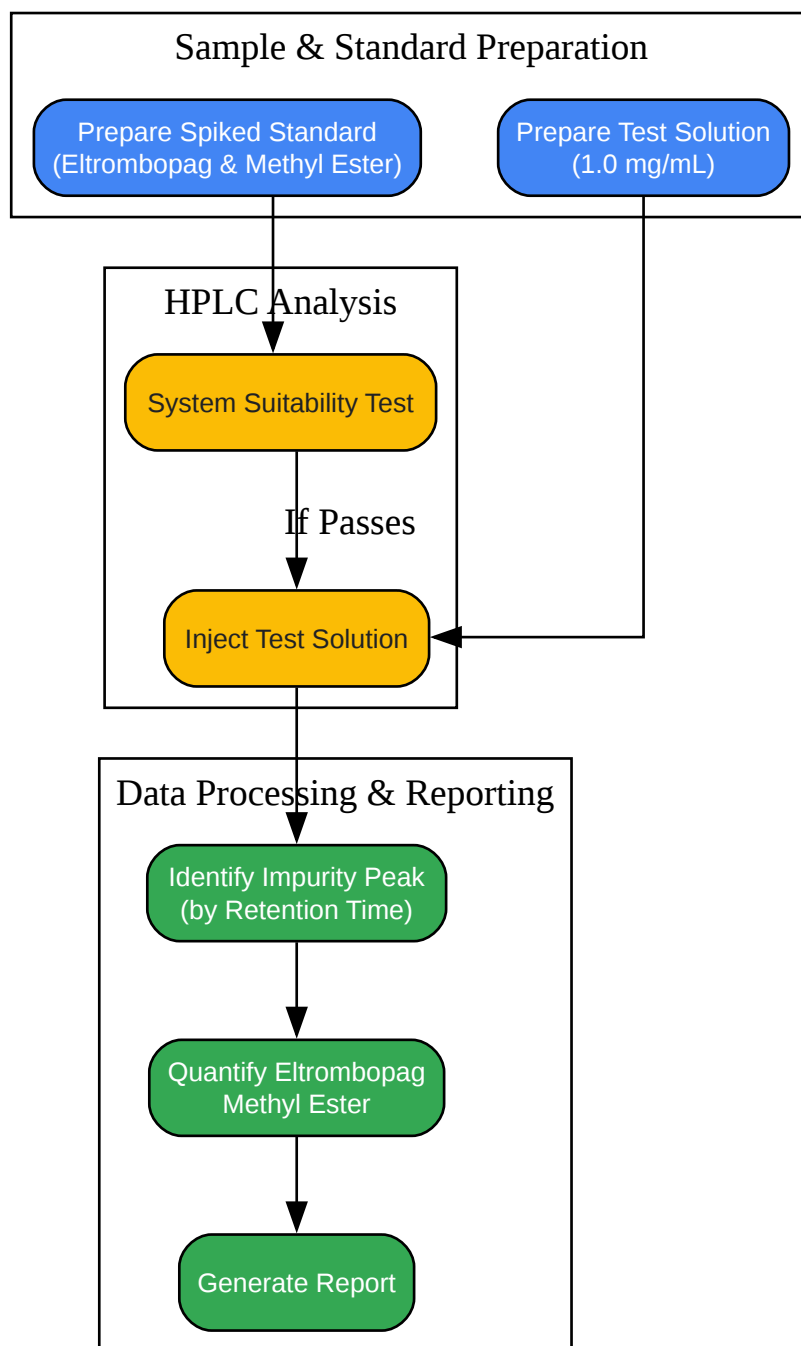 Sample & Standard Preparation
Prepare Spiked Standard
(Eltrombopag & Methyl Ester)
Prepare Test Solution
(1.0 mg/mL)
HPLC Analysis
System Suitability Test
If Passes
Inject Test Solution
Data Processing & Reporting
Identify Impurity Peak
(by Retention Time)
Quantify Eltrombopag
Methyl Ester
Generate Report